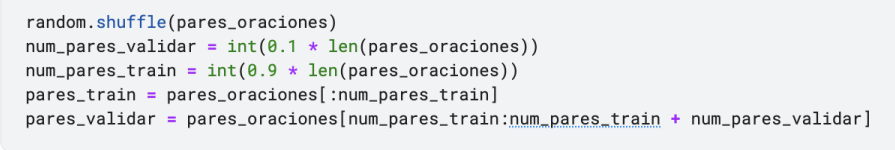 random.shuffle(pares_oraciones)
num_pares_validar = int(0.1 * len(pares_oraciones))
num_pares_train = int(0.9 * len(pares_oraciones))
pares_train = pares_oraciones[:num_pares_train]
pares_validar = pares_oraciones[num_pares_train:num_pares_train + num_pares_validar]